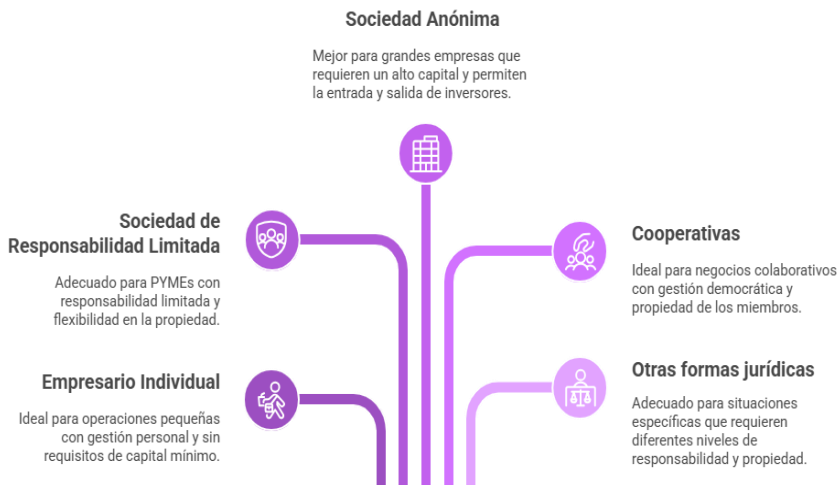 Sociedad Anónima
Mejor para grandes empresas que
requieren un alto capital y permiten
la entrada y salida de inversores.
Sociedad de
Responsabilidad Limitada
Adecuado para PYMEs con
responsabilidad limitada y
flexibilidad en la propiedad.
Empresario Individual
Ideal para operaciones pequeñas
con gestión personal y sin
requisitos de capital mínimo.
Cooperativas
Ideal para negocios colaborativos
con gestión democrática y
propiedad de los miembros.
Otras formas jurídicas
Adecuado para situaciones
específicas que requieren
diferentes niveles de
responsabilidad y propiedad.